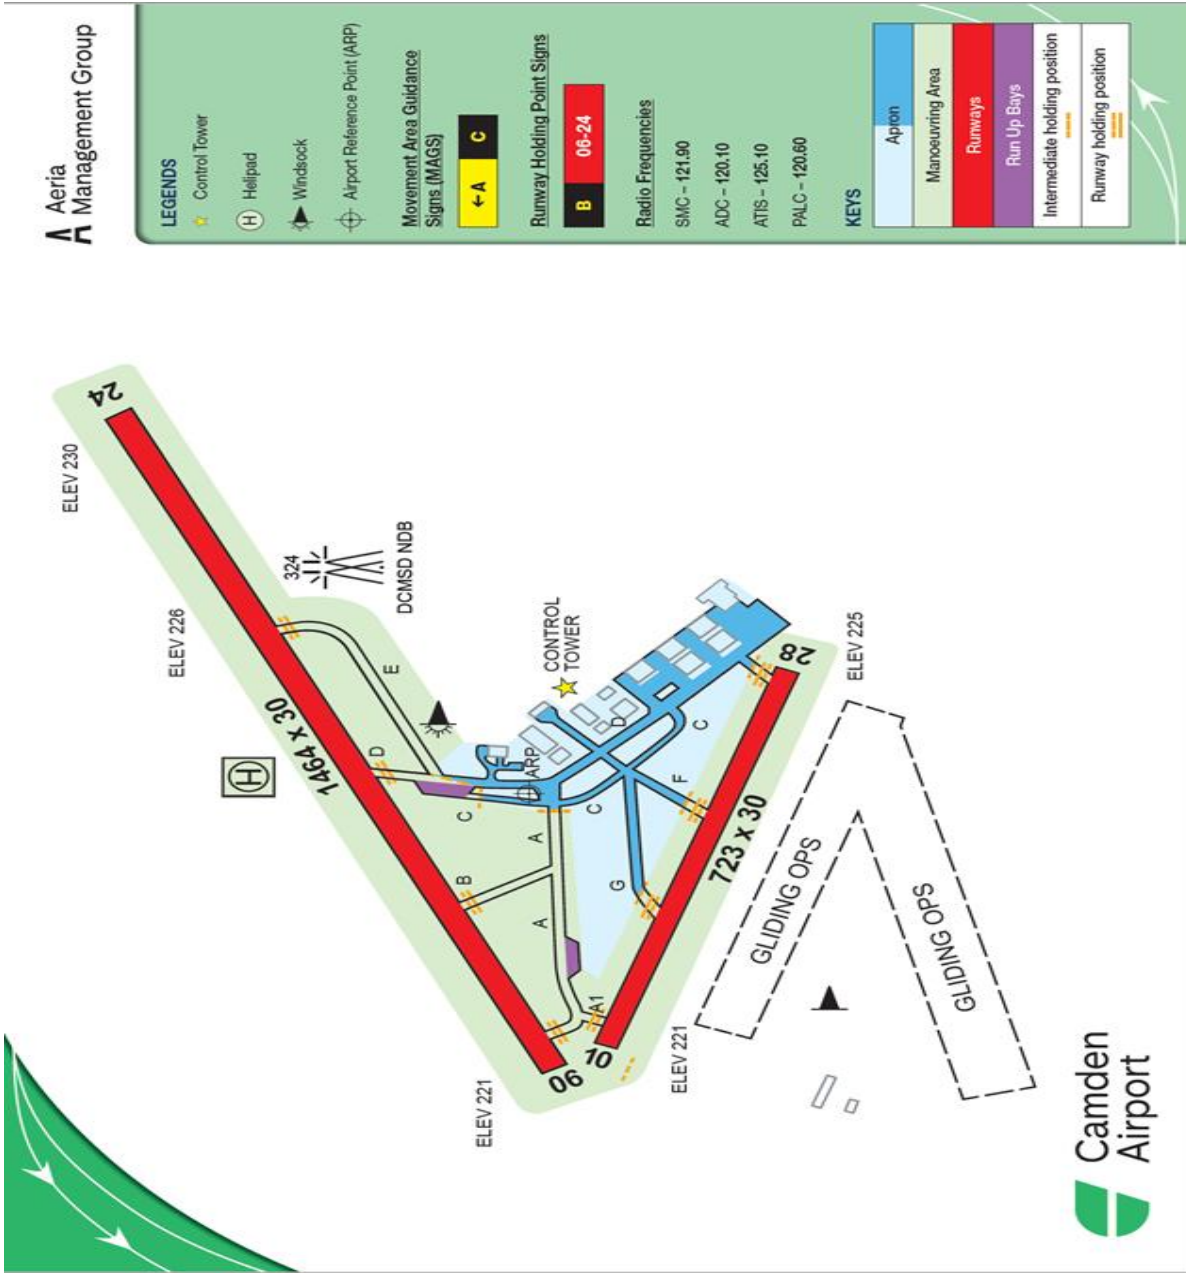 Aeria
Management Group
LEGENDS
Control Tower
H
Helipad
Windsock
Airport Reference Point (ARP)
Movement Area Guidance
Signs (MAGS)
←A
C
Runway Holding Point Signs
B
06-24
Radio Frequencies
SMC – 121.90
ADC – 120.10
ATIS – 125.10
PALC – 120.60
KEYS
Apron
Manoeuvring Area
Runways
Run Up Bays
Intermediate holding position
Runway holding position
ELEV 230
24
ELEV 226
324
DCMSD NDB
1464 x 30
H
E
D
CONTROL
TOWER
C
ARP
D
B
A
C
C
F
A
G
28
ELEV 225
723 x 30
A1
06
10
ELEV 221
ELEV 221
GLIDING OPS
GLIDING OPS
Camden
Airport